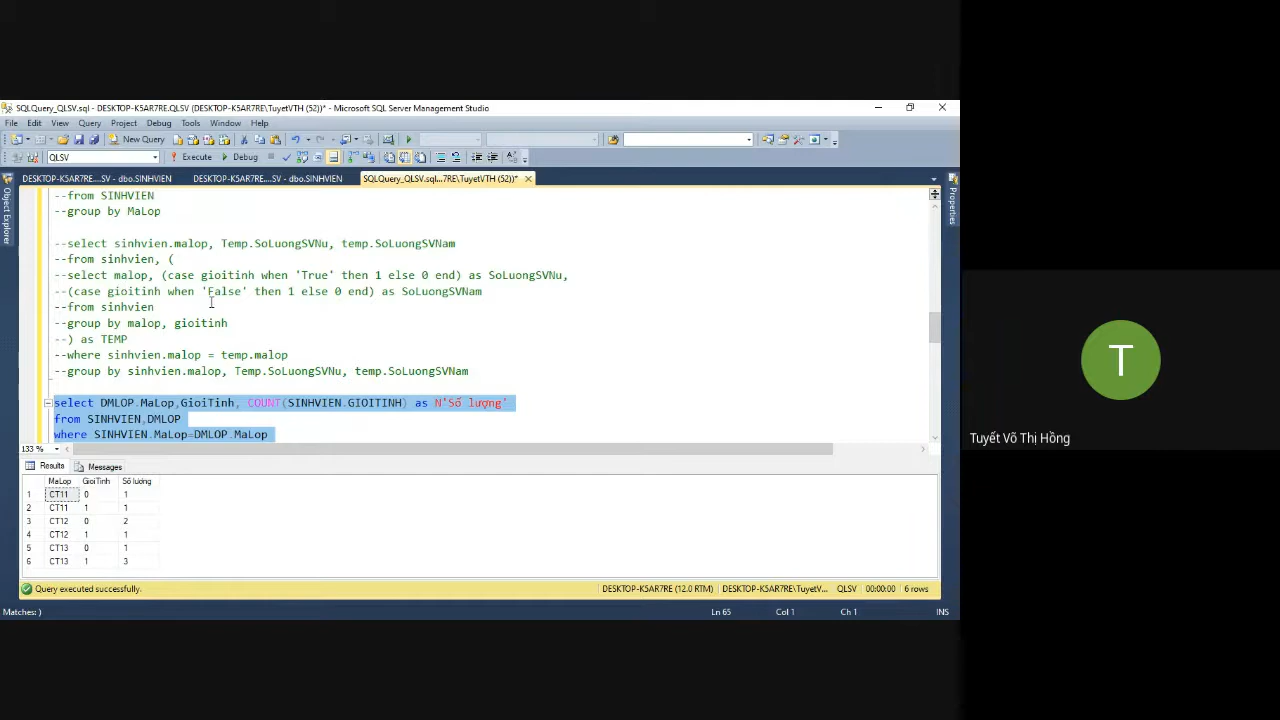 SQLQuery_QLSV.sql - DESKTOP-K5AR7RE.QLSV (DESKTOP-K5AR7RE\TuyetVTH (52))* - Microsoft SQL Server Management Studio
File Edit View Query Project Debug Tools Window Help
New Query
QLSV Execute Debug
DESKTOP-K5AR7RE....SV - dbo.SINHVIEN DESKTOP-K5AR7RE....SV - dbo.SINHVIEN SQLQuery_QLSV.sql...7RE\TuyetVTH (52))*
Object Explorer
Properties
--from SINHVIEN
--group by MaLop
--select sinhvien.malop, Temp.SoLuongSVNu, temp.SoLuongSVNam
--from sinhvien, (
--select malop, (case gioitinh when 'True' then 1 else 0 end) as SoLuongSVNu,
--(case gioitinh when 'False' then 1 else 0 end) as SoLuongSVNam
--from sinhvien
--group by malop, gioitinh
--) as TEMP
--where sinhvien.malop = temp.malop
--group by sinhvien.malop, Temp.SoLuongSVNu, temp.SoLuongSVNam
select DMLOP.MaLop,GioiTinh, COUNT(SINHVIEN.GIOITINH) as N'Số lượng'
from SINHVIEN,DMLOP
where SINHVIEN.MaLop=DMLOP.MaLop
133 %
Results Messages
MaLop GioiTinh Số lượng
1 CT11 0 1
2 CT11 1 1
3 CT12 0 2
4 CT12 1 1
5 CT13 0 1
6 CT13 1 3
Query executed successfully. DESKTOP-K5AR7RE (12.0 RTM) DESKTOP-K5AR7RE\TuyetV... QLSV 00:00:00 6 rows
Matches: ) Ln 65 Col 1 Ch 1 INS
T
Tuyết Võ Thị Hồng